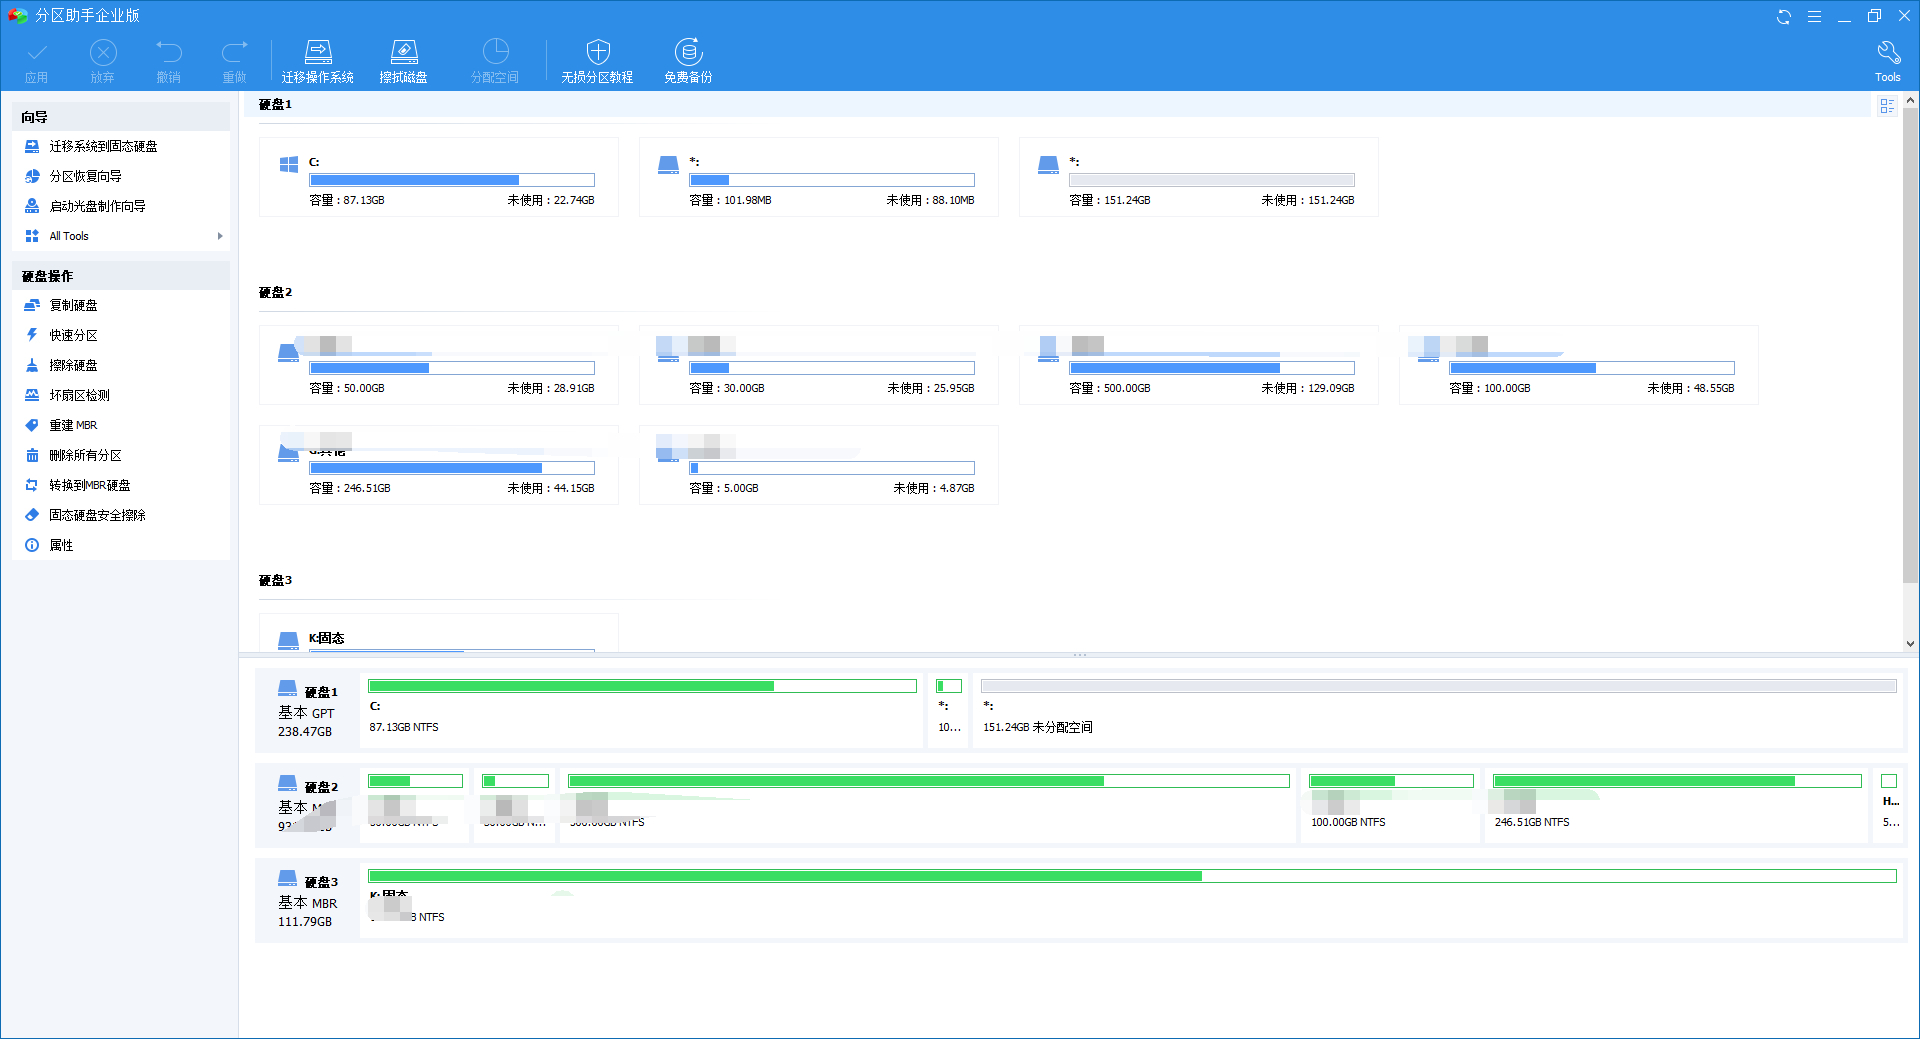 分区助手企业版
应用 放弃 撤消 重做 迁移操作系统 擦拭磁盘 分配空间 无损分区教程 免费备份 Tools
向导
迁移系统到固态硬盘
分区恢复向导
启动光盘制作向导
All Tools
硬盘操作
复制硬盘
快速分区
擦除硬盘
坏扇区检测
重建 MBR
删除所有分区
转换到MBR硬盘
固态硬盘安全擦除
属性
硬盘1
C: *: *:
容量：87.13GB 未使用：22.74GB 容量：101.98MB 未使用：88.10MB 容量：151.24GB 未使用：151.24GB
硬盘2
容量：50.00GB 未使用：28.91GB 容量：30.00GB 未使用：25.95GB 容量：500.00GB 未使用：129.09GB 容量：100.00GB 未使用：48.55GB
容量：246.51GB 未使用：44.15GB 容量：5.00GB 未使用：4.87GB
硬盘3
K:固态
硬盘1
基本 GPT
238.47GB
C: *: *:
87.13GB NTFS 10... 151.24GB 未分配空间
硬盘2
基本
H...
NTFS 100.00GB NTFS 246.51GB NTFS 5...
硬盘3
基本 MBR
111.79GB
K:固态
NTFS